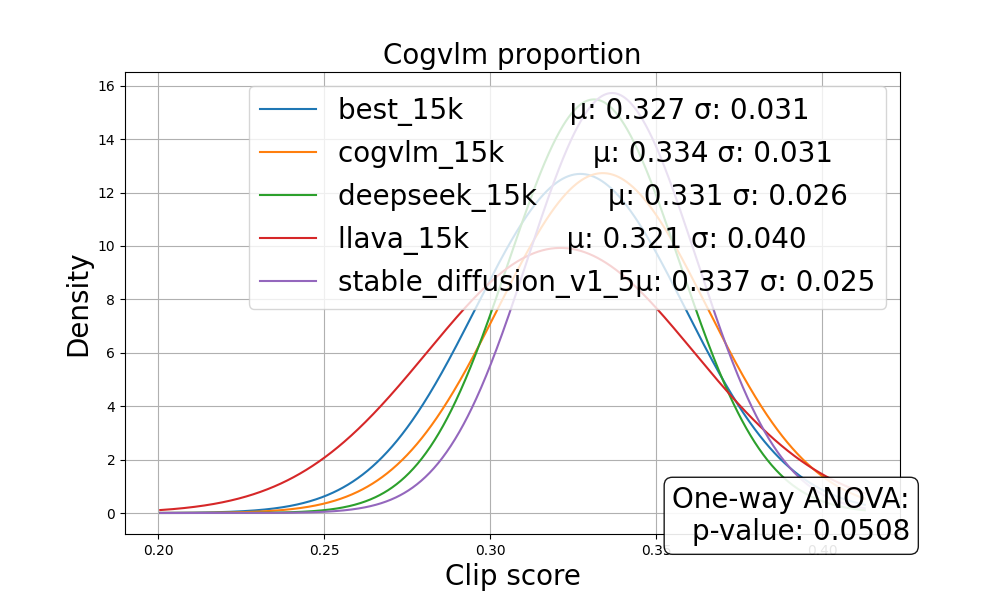 Cogvlm proportion
best_15k μ: 0.327 σ: 0.031
cogvlm_15k μ: 0.334 σ: 0.031
deepseek_15k μ: 0.331 σ: 0.026
llava_15k μ: 0.321 σ: 0.040
stable_diffusion_v1_5μ: 0.337 σ: 0.025
16
14
12
10
8
6
4
2
0
Density
One-way ANOVA:
p-value: 0.0508
0.20 0.25 0.30 0.35 0.40
Clip score